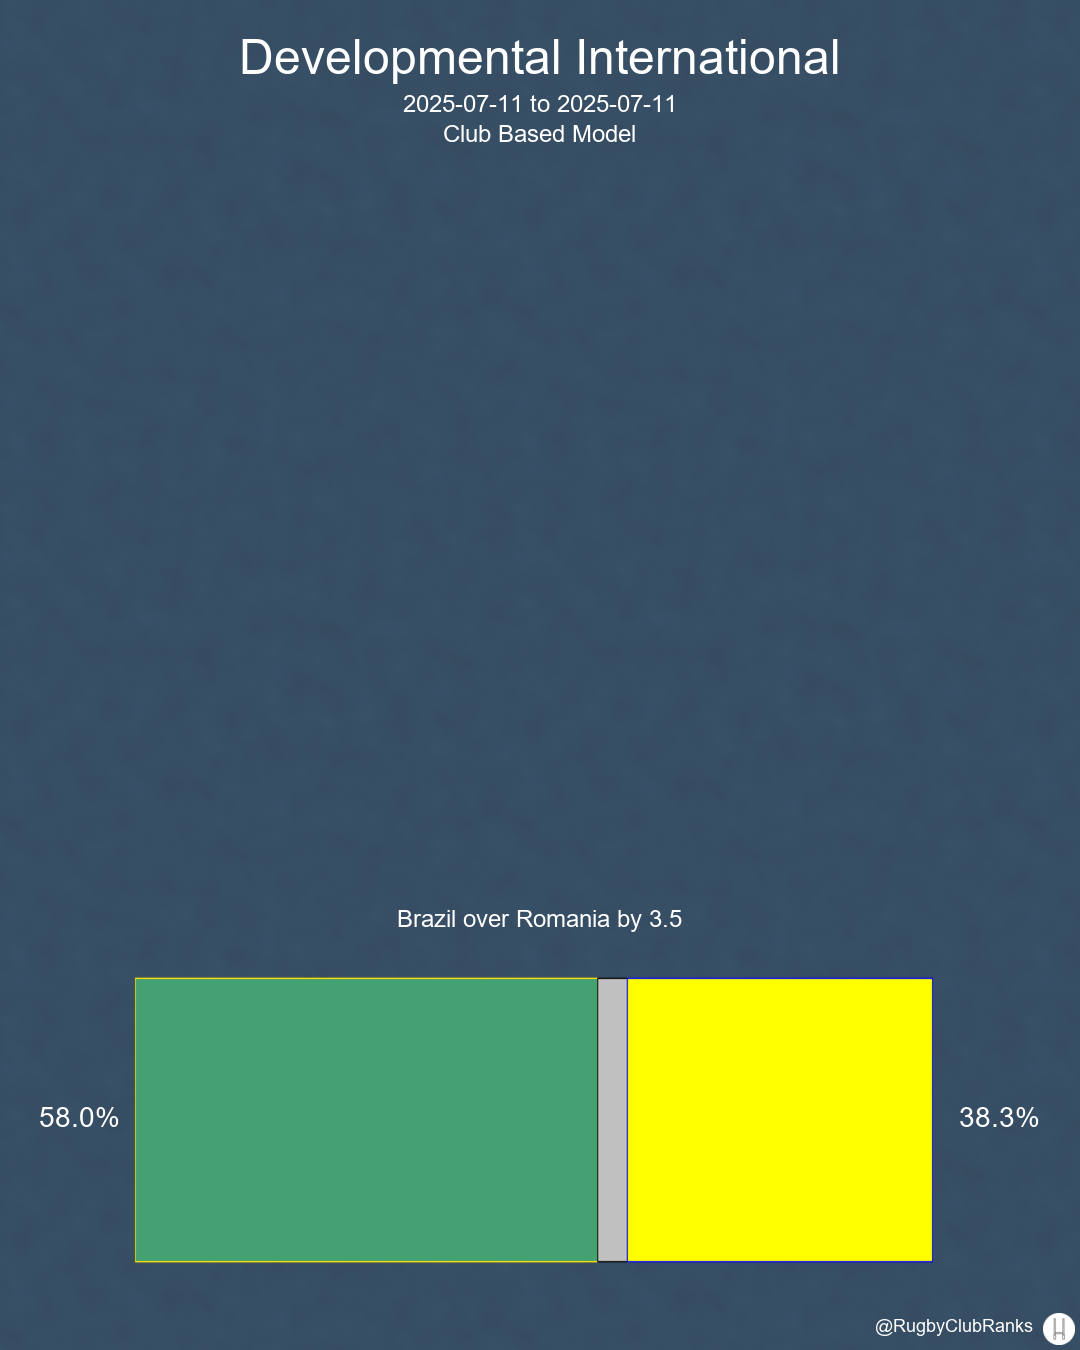 Developmental International
2025-07-11 to 2025-07-11
Club Based Model
Brazil over Romania by 3.5
58.0%
38.3%
@RugbyClubRanks